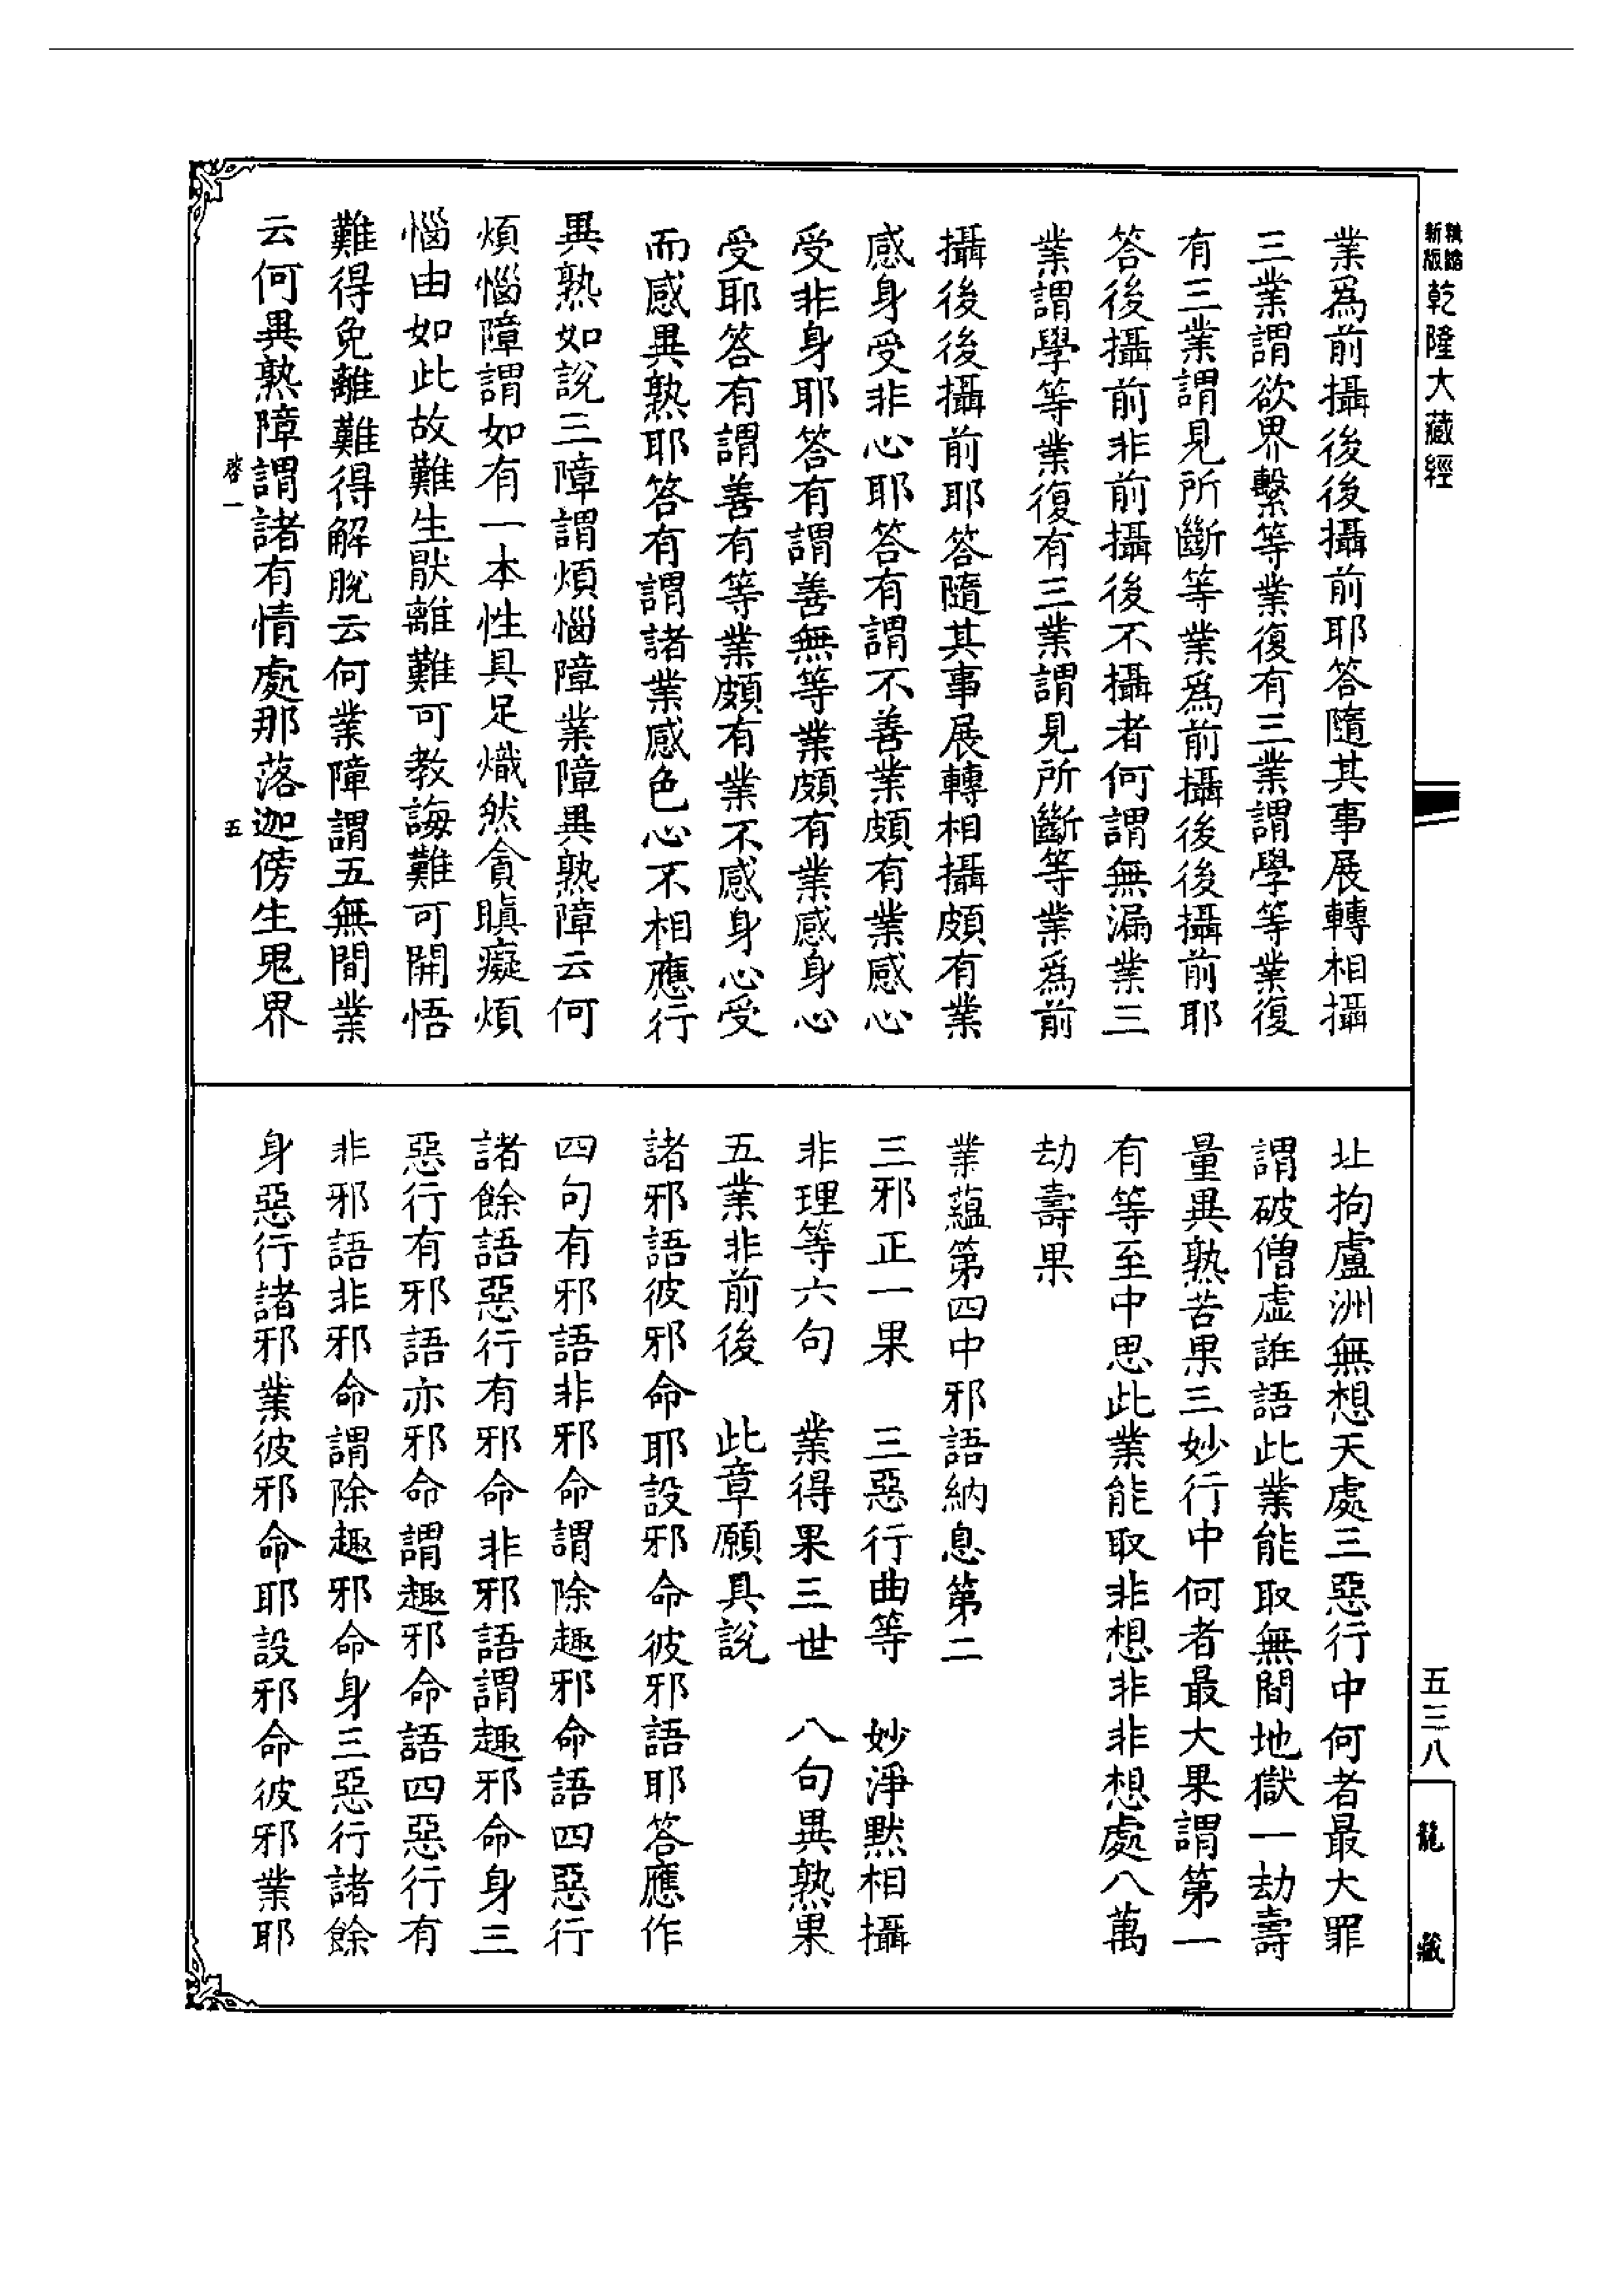 新版
精縮
乾隆大藏經
業爲前攝後後攝前耶答隨其事展轉相攝
三業謂欲界繫等業復有三業謂學等業復
有三業謂見所斷等業爲前攝後後攝前耶
答後攝前非前攝後不攝者何謂無漏業三
業謂學等業復有三業謂見所斷等業爲前
攝後後攝前耶答隨其事展轉相攝頗有業
感身受非心耶答有謂不善業頗有業感心
受非身耶答有謂善無等業頗有業感身心
受耶答有謂善有等業頗有業不感身心受
而感異熟耶答有謂諸業感色心不相應行
異熟如說三障謂煩惱障業障異熟障云何
煩惱障謂如有一本性具足熾然貪瞋癡煩
惱由如此故難生猒離難可教誨難可開悟
難得免離難得解脫云何業障謂五無間業
云何異熟障謂諸有情處那落迦傍生鬼界
啓一
五
北拘盧洲無想天處三惡行中何者最大罪
謂破僧虛誑語此業能取無間地獄一劫壽
量異熟苦果三妙行中何者最大果謂第一
有等至中思此業能取非想非非想處八萬
劫壽果
業蘊第四中邪語納息第二
三邪正一果 三惡行曲等 妙淨默相攝
非理等六句 業得果三世 八句異熟果
五業非前後 此章願具說
諸邪語彼邪命耶設邪命彼邪語耶答應作
四句有邪語非邪命謂除趣邪命語四惡行
諸餘語惡行有邪命非邪語謂趣邪命身三
惡行有邪語亦邪命謂趣邪命語四惡行有
非邪語非邪命謂除趣邪命身三惡行諸餘
身惡行諸邪業彼邪命耶設邪命彼邪業耶
五三八
龍藏